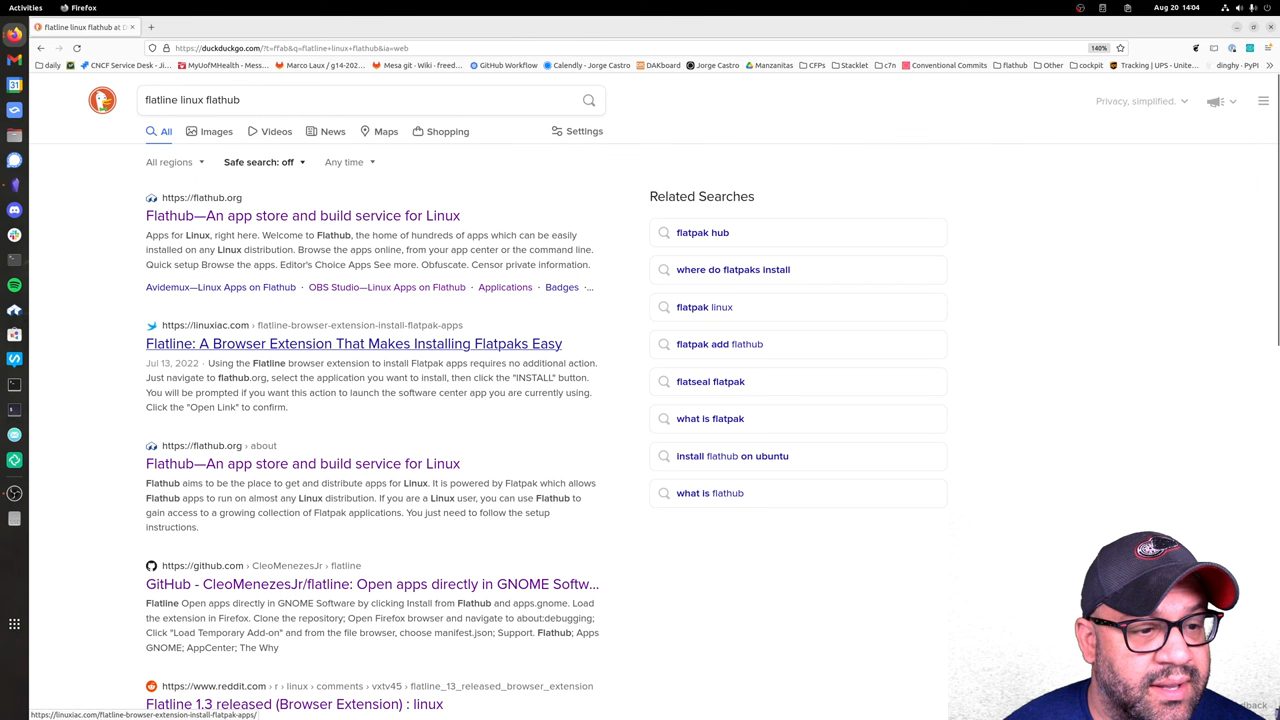 Activities
Firefox
Aug 20 14:04
flatline linux flathub at D
https://duckduckgo.com/?t=ffab&q=flatline+linux+flathub&ia=web
140%
daily
CNCF Service Desk - Ji...
MyUofMHealth - Mess...
Marco Laux / g14-202...
Mesa git - Wiki - freed...
GitHub Workflow
Calendly - Jorge Castro
DAKboard
Jorge Castro
Manzanitas
CFPs
Stacklet
c7n
Conventional Commits
flathub
Other
cockpit
Tracking | UPS - Unite...
dinghy · PyPI
flatline linux flathub
Privacy, simplified.
All
Images
Videos
News
Maps
Shopping
Settings
All regions
Safe search: off
Any time
https://flathub.org
Flathub—An app store and build service for Linux
Apps for Linux, right here. Welcome to Flathub, the home of hundreds of apps which can be easily
installed on any Linux distribution. Browse the apps online, from your app center or the command line.
Quick setup Browse the apps. Editor's Choice Apps See more. Obfuscate. Censor private information.
Avidemux—Linux Apps on Flathub · OBS Studio—Linux Apps on Flathub · Applications · Badges ·...
https://linuxiac.com › flatline-browser-extension-install-flatpak-apps
Flatline: A Browser Extension That Makes Installing Flatpaks Easy
Jul 13, 2022 · Using the Flatline browser extension to install Flatpak apps requires no additional action.
Just navigate to flathub.org, select the application you want to install, then click the "INSTALL" button.
You will be prompted if you want this action to launch the software center app you are currently using.
Click the "Open Link" to confirm.
https://flathub.org › about
Flathub—An app store and build service for Linux
Flathub aims to be the place to get and distribute apps for Linux. It is powered by Flatpak which allows
Flathub apps to run on almost any Linux distribution. If you are a Linux user, you can use Flathub to
gain access to a growing collection of Flatpak applications. You just need to follow the setup
instructions.
https://github.com › CleoMenezesJr › flatline
GitHub - CleoMenezesJr/flatline: Open apps directly in GNOME Softw...
Flatline Open apps directly in GNOME Software by clicking Install from Flathub and apps.gnome. Load
the extension in Firefox. Clone the repository; Open Firefox browser and navigate to about:debugging;
Click "Load Temporary Add-on" and from the file browser, choose manifest.json; Support. Flathub; Apps
GNOME; AppCenter; The Why
https://www.reddit.com › r › linux › comments › vxtv45 › flatline_13_released_browser_extension
Flatline 1.3 released (Browser Extension) : linux
https://linuxiac.com/flatline-browser-extension-install-flatpak-apps/
Related Searches
flatpak hub
where do flatpaks install
flatpak linux
flatpak add flathub
flatseal flatpak
what is flatpak
install flathub on ubuntu
what is flathub